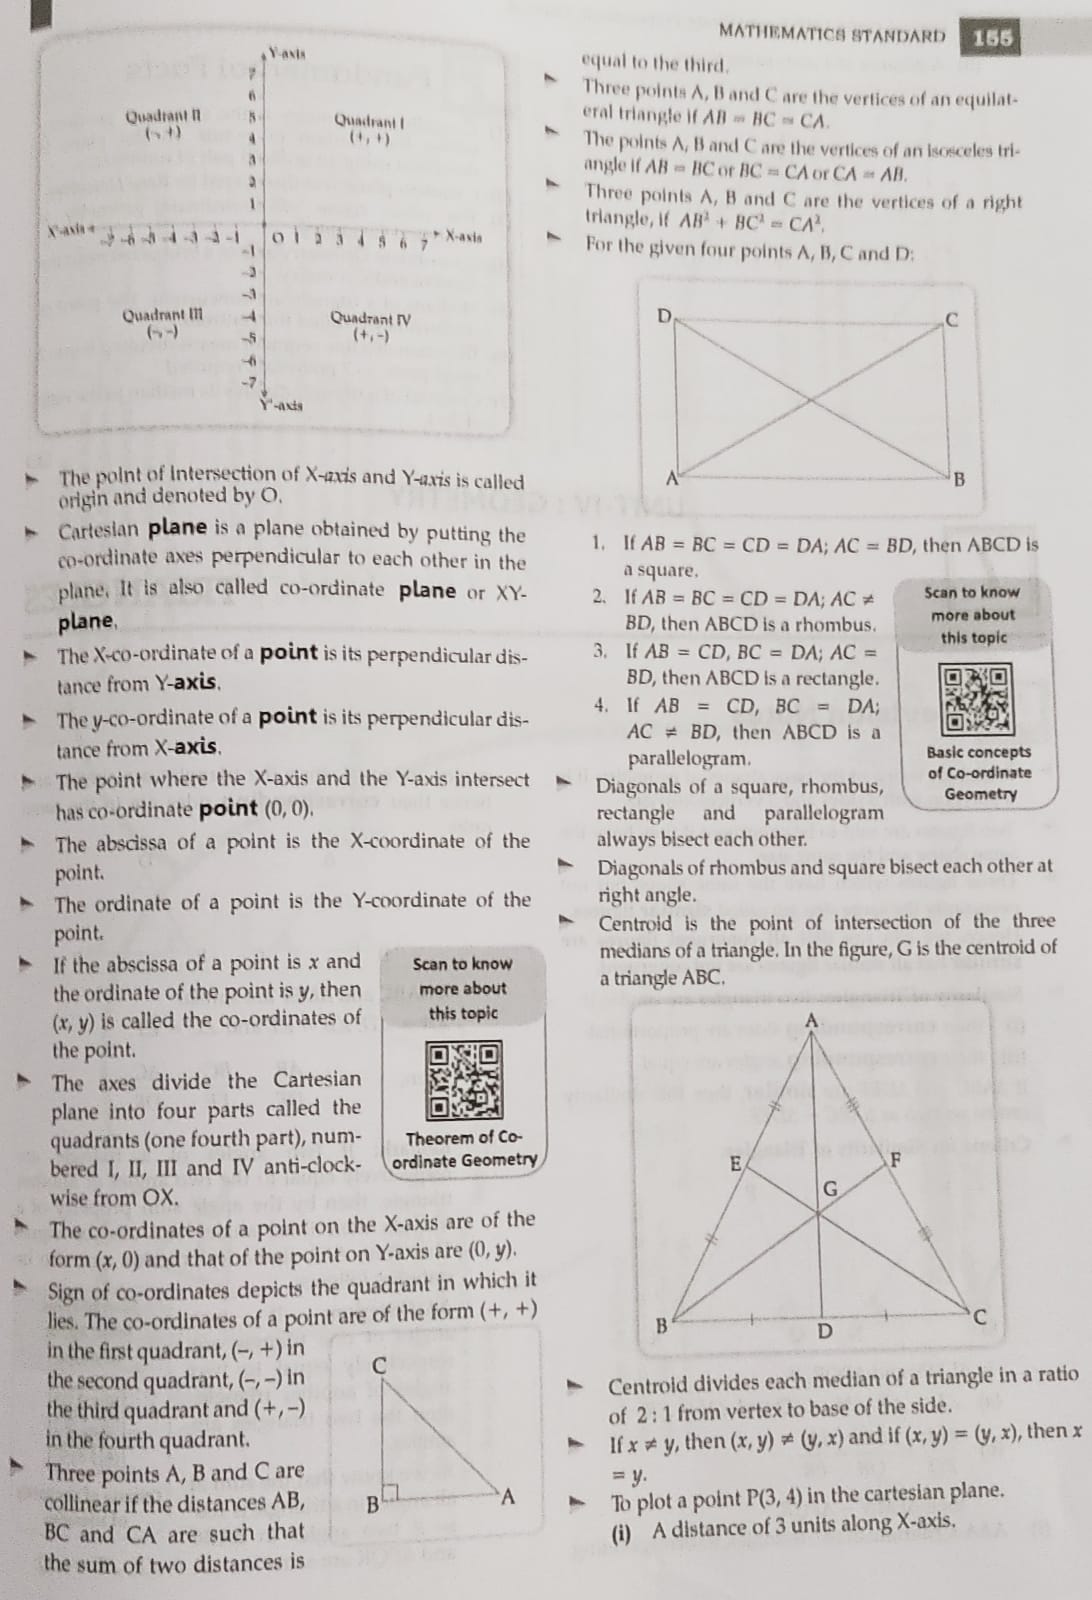 MATHEMATICS STANDARD 155
Y-axis
7
6
5
4
3
2
1
Quadrant II
(-, +)
Quadrant I
(+, +)
X'-axis -7 -6 -5 -4 -3 -2 -1 O 1 2 3 4 5 6 7 X-axis
-1
-2
-3
-4
-5
-6
-7
Quadrant III
(-, -)
Quadrant IV
(+, -)
Y'-axis
The point of Intersection of X-axis and Y-axis is called
origin and denoted by O.
Cartesian plane is a plane obtained by putting the
co-ordinate axes perpendicular to each other in the
plane. It is also called co-ordinate plane or XY-
plane.
The X-co-ordinate of a point is its perpendicular dis-
tance from Y-axis.
The y-co-ordinate of a point is its perpendicular dis-
tance from X-axis.
The point where the X-axis and the Y-axis intersect
has co-ordinate point (0, 0).
The abscissa of a point is the X-coordinate of the
point.
The ordinate of a point is the Y-coordinate of the
point.
If the abscissa of a point is x and
the ordinate of the point is y, then
(x, y) is called the co-ordinates of
the point.
The axes divide the Cartesian
plane into four parts called the
quadrants (one fourth part), num-
bered I, II, III and IV anti-clock-
wise from OX.
Scan to know
more about
this topic
Theorem of Co-
ordinate Geometry
The co-ordinates of a point on the X-axis are of the
form (x, 0) and that of the point on Y-axis are (0, y).
Sign of co-ordinates depicts the quadrant in which it
lies. The co-ordinates of a point are of the form (+, +)
in the first quadrant, (–, +) in
the second quadrant, (–, –) in
the third quadrant and (+, –)
in the fourth quadrant.
Three points A, B and C are
collinear if the distances AB,
BC and CA are such that
the sum of two distances is
C
B
A
equal to the third.
Three points A, B and C are the vertices of an equilat-
eral triangle if AB = BC = CA.
The points A, B and C are the vertices of an isosceles tri-
angle if AB = BC or BC = CA or CA = AB.
Three points A, B and C are the vertices of a right
triangle, if AB² + BC² = CA².
For the given four points A, B, C and D:
D
C
A
B
1. If AB = BC = CD = DA; AC = BD, then ABCD is
a square.
2. If AB = BC = CD = DA; AC ≠
BD, then ABCD is a rhombus.
3. If AB = CD, BC = DA; AC =
BD, then ABCD is a rectangle.
4. If AB = CD, BC = DA;
AC ≠ BD, then ABCD is a
parallelogram.
Scan to know
more about
this topic
Basic concepts
of Co-ordinate
Geometry
Diagonals of a square, rhombus,
rectangle and parallelogram
always bisect each other.
Diagonals of rhombus and square bisect each other at
right angle.
Centroid is the point of intersection of the three
medians of a triangle. In the figure, G is the centroid of
a triangle ABC.
A
E
F
G
B
D
C
Centroid divides each median of a triangle in a ratio
of 2 : 1 from vertex to base of the side.
If x ≠ y, then (x, y) ≠ (y, x) and if (x, y) = (y, x), then x
= y.
To plot a point P(3, 4) in the cartesian plane.
(i) A distance of 3 units along X-axis.